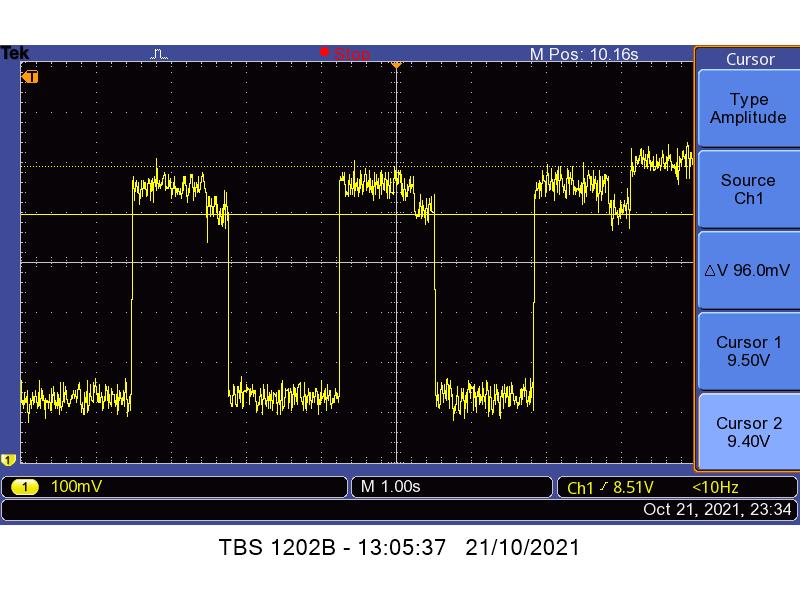 Tek Stop M Pos: 10.16s Cursor
T
Type
Amplitude
Source
Ch1
△V 96.0mV
Cursor 1
9.50V
Cursor 2
9.40V
1
1 100mV M 1.00s Ch1 8.51V <10Hz
Oct 21, 2021, 23:34
TBS 1202B - 13:05:37 21/10/2021